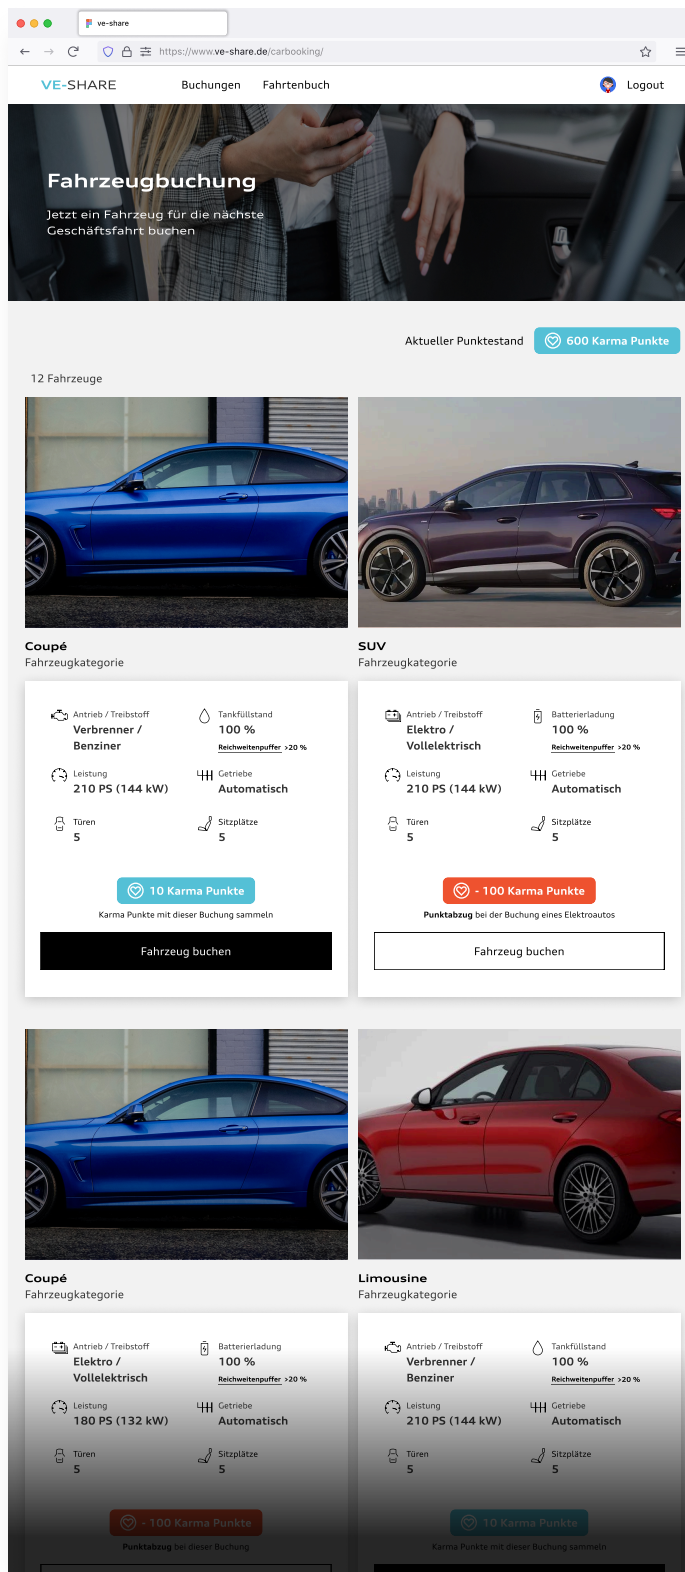 ve-share
https://www.ve-share.de/carbooking/
VE-SHARE
Buchungen
Fahrtenbuch
Logout
Fahrzeugbuchung
Jetzt ein Fahrzeug für die nächste
Geschäftsfahrt buchen
Aktueller Punktestand
600 Karma Punkte
12 Fahrzeuge
Coupé
Fahrzeugkategorie
Antrieb / Treibstoff
Verbrenner /
Benziner
Tankfüllstand
100 %
Reichweitenpuffer >20 %
Leistung
210 PS (144 kW)
Getriebe
Automatisch
Türen
5
Sitzplätze
5
10 Karma Punkte
Karma Punkte mit dieser Buchung sammeln
Fahrzeug buchen
SUV
Fahrzeugkategorie
Antrieb / Treibstoff
Elektro /
Vollelektrisch
Batterieladung
100 %
Reichweitenpuffer >20 %
Leistung
210 PS (144 kW)
Getriebe
Automatisch
Türen
5
Sitzplätze
5
- 100 Karma Punkte
Punktabzug bei der Buchung eines Elektroautos
Fahrzeug buchen
Coupé
Fahrzeugkategorie
Antrieb / Treibstoff
Elektro /
Vollelektrisch
Batterieladung
100 %
Reichweitenpuffer >20 %
Leistung
180 PS (132 kW)
Getriebe
Automatisch
Türen
5
Sitzplätze
5
- 100 Karma Punkte
Punktabzug bei dieser Buchung
Limousine
Fahrzeugkategorie
Antrieb / Treibstoff
Verbrenner /
Benziner
Tankfüllstand
100 %
Reichweitenpuffer >20 %
Leistung
210 PS (144 kW)
Getriebe
Automatisch
Türen
5
Sitzplätze
5
10 Karma Punkte
Karma Punkte mit dieser Buchung sammeln